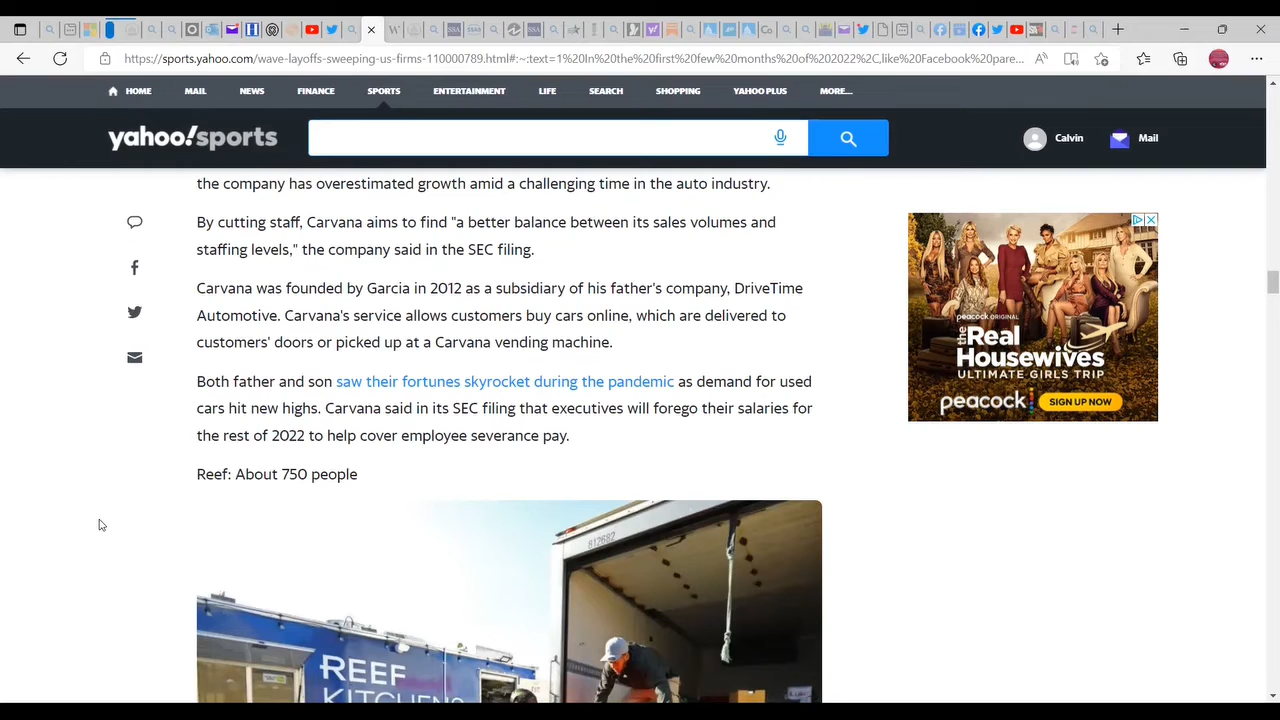 https://sports.yahoo.com/wave-layoffs-sweeping-us-firms-110000789.html#:~:text=1%20In%20the%20first%20few%20months%20of%202022%2C,like%20Facebook%20pare...
HOME MAIL NEWS FINANCE SPORTS ENTERTAINMENT LIFE SEARCH SHOPPING YAHOO PLUS MORE...
yahoo!sports
Calvin Mail
the company has overestimated growth amid a challenging time in the auto industry.
By cutting staff, Carvana aims to find "a better balance between its sales volumes and
staffing levels," the company said in the SEC filing.
Carvana was founded by Garcia in 2012 as a subsidiary of his father's company, DriveTime
Automotive. Carvana's service allows customers buy cars online, which are delivered to
customers' doors or picked up at a Carvana vending machine.
Both father and son saw their fortunes skyrocket during the pandemic as demand for used
cars hit new highs. Carvana said in its SEC filing that executives will forego their salaries for
the rest of 2022 to help cover employee severance pay.
Reef: About 750 people
812682
REEF
KITCHENS
peacock ORIGINAL
the Real
Housewives
ULTIMATE GIRLS TRIP
peacock SIGN UP NOW